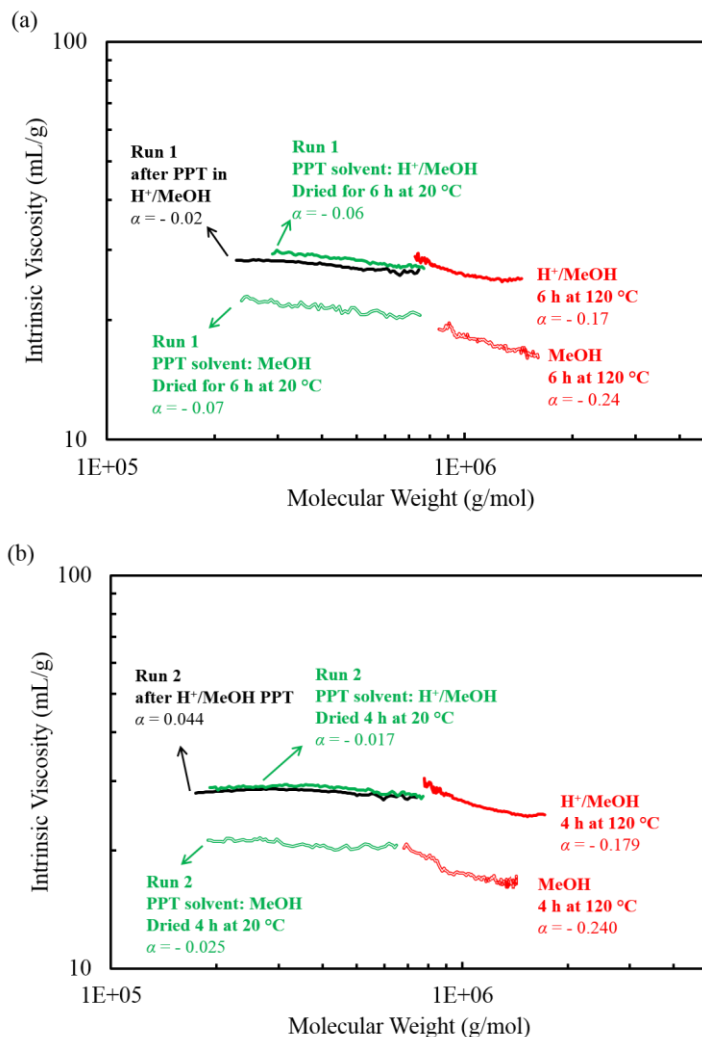 (a)
100
Intrinsic Viscosity (mL/g)
Run 1
after PPT in
H⁺/MeOH
α = - 0.02
Run 1
PPT solvent: H⁺/MeOH
Dried for 6 h at 20 °C
α = - 0.06
H⁺/MeOH
6 h at 120 °C
α = - 0.17
Run 1
PPT solvent: MeOH
Dried for 6 h at 20 °C
α = - 0.07
MeOH
6 h at 120 °C
α = - 0.24
10
1E+05
1E+06
Molecular Weight (g/mol)
(b)
100
Intrinsic Viscosity (mL/g)
Run 2
after H⁺/MeOH PPT
α = 0.044
Run 2
PPT solvent: H⁺/MeOH
Dried 4 h at 20 °C
α = - 0.017
H⁺/MeOH
4 h at 120 °C
α = - 0.179
Run 2
PPT solvent: MeOH
Dried 4 h at 20 °C
α = - 0.025
MeOH
4 h at 120 °C
α = - 0.240
10
1E+05
1E+06
Molecular Weight (g/mol)